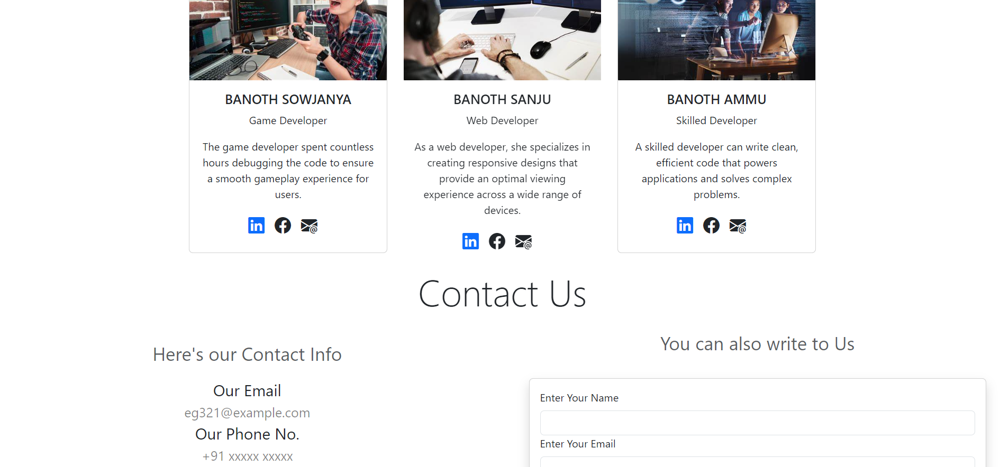 BANOTH SOWJANYA
Game Developer
The game developer spent countless
hours debugging the code to ensure
a smooth gameplay experience for
users.
in
@
BANOTH SANJU
Web Developer
As a web developer, she specializes in
creating responsive designs that
provide an optimal viewing
experience across a wide range of
devices.
in
@
BANOTH AMMU
Skilled Developer
A skilled developer can write clean,
efficient code that powers
applications and solves complex
problems.
in
@
Contact Us
Here's our Contact Info
Our Email
eg321@example.com
Our Phone No.
+91 xxxxx xxxxx
You can also write to Us
Enter Your Name
Enter Your Email